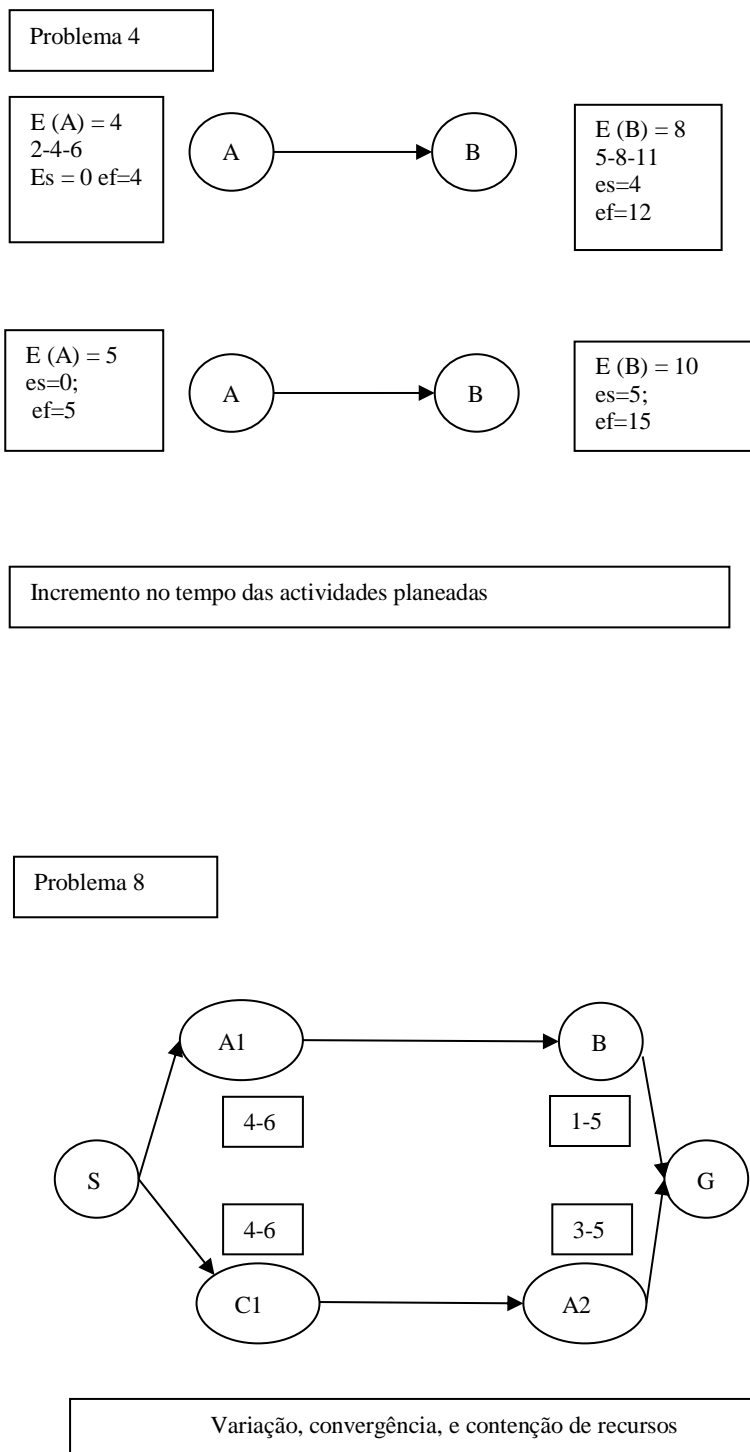 Problema 4
E (A) = 4
2-4-6
Es = 0 ef=4
A
B
E (B) = 8
5-8-11
es=4
ef=12
E (A) = 5
es=0;
ef=5
A
B
E (B) = 10
es=5;
ef=15
Incremento no tempo das actividades planeadas
Problema 8
A1
B
4-6
1-5
S
G
4-6
3-5
C1
A2
Variação, convergência, e contenção de recursos